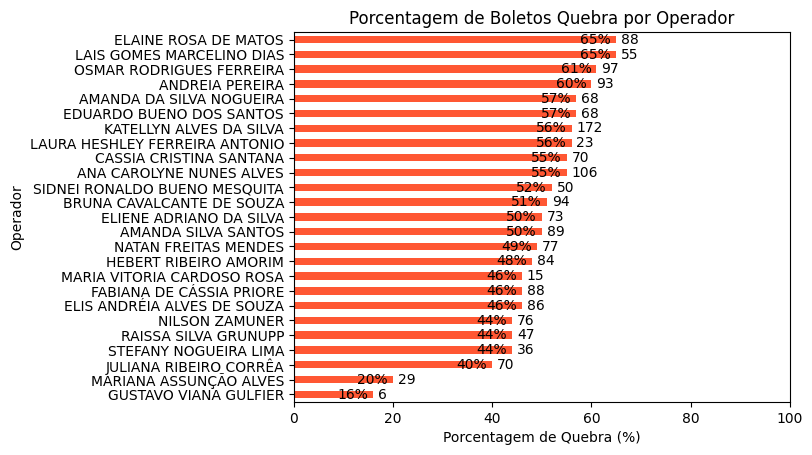 Porcentagem de Boletos Quebra por Operador
ELAINE ROSA DE MATOS 65% 88
LAIS GOMES MARCELINO DIAS 65% 55
OSMAR RODRIGUES FERREIRA 61% 97
ANDREIA PEREIRA 60% 93
AMANDA DA SILVA NOGUEIRA 57% 68
EDUARDO BUENO DOS SANTOS 57% 68
KATELLYN ALVES DA SILVA 56% 172
LAURA HESHLEY FERREIRA ANTONIO 56% 23
CASSIA CRISTINA SANTANA 55% 70
ANA CAROLYNE NUNES ALVES 55% 106
SIDNEI RONALDO BUENO MESQUITA 52% 50
BRUNA CAVALCANTE DE SOUZA 51% 94
ELIENE ADRIANO DA SILVA 50% 73
AMANDA SILVA SANTOS 50% 89
NATAN FREITAS MENDES 49% 77
HEBERT RIBEIRO AMORIM 48% 84
MARIA VITORIA CARDOSO ROSA 46% 15
FABIANA DE CÁSSIA PRIORE 46% 88
ELIS ANDRÉIA ALVES DE SOUZA 46% 86
NILSON ZAMUNER 44% 76
RAISSA SILVA GRUNUPP 44% 47
STEFANY NOGUEIRA LIMA 44% 36
JULIANA RIBEIRO CORRÊA 40% 70
MARIANA ASSUNÇÃO ALVES 20% 29
GUSTAVO VIANA GULFIER 16% 6
Operador
0 20 40 60 80 100
Porcentagem de Quebra (%)